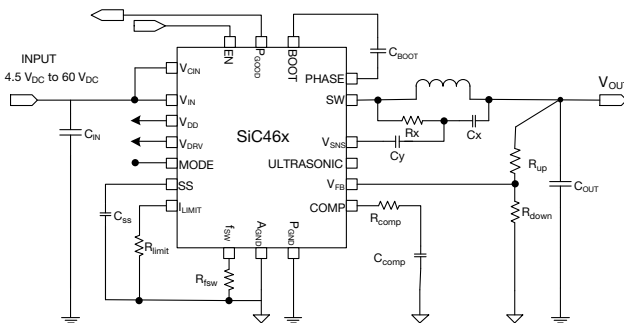 INPUT
4.5 VDC to 60 VDC
EN
PGOOD
BOOT
CBOOT
VCIN
PHASE
VOUT
VIN
SW
CIN
VDD
SiC46x
Rx
Cx
VDRV
VSNS
Cy
MODE
ULTRASONIC
Rup
SS
VFB
COUT
Css
ILIMIT
COMP
Rcomp
Rdown
fSW
AGND
PGND
Rlimit
Rfsw
Ccomp